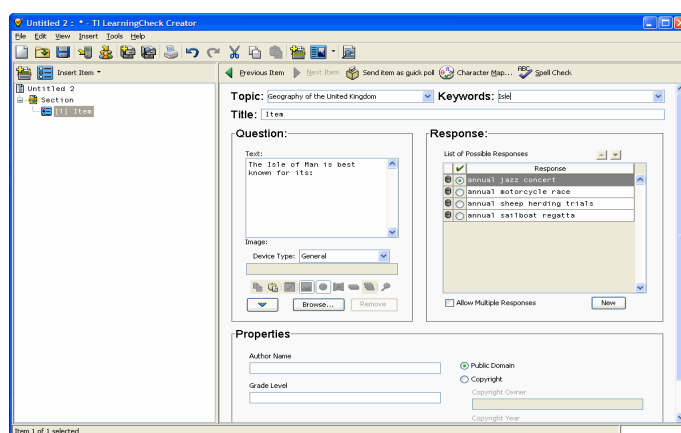 Untitled 2 : * - TI LearningCheck Creator
File Edit View Insert Tools Help
Insert Item
Previous Item Next Item Send item as quick poll Character Map... ABC Spell Check
Untitled 2
Section
[1] Item
Topic: Geography of the United Kingdom Keywords: Isle
Title: Item
Question:
Text:
The Isle of Man is best
known for its:
Image:
Device Type: General
Browse... Remove
Response:
List of Possible Responses
Response
annual jazz concert
annual motorcycle race
annual sheep herding trials
annual sailboat regatta
Allow Multiple Responses New
Properties
Author Name
Grade Level
Public Domain
Copyright
Copyright Owner
Copyright Year
Item 1 of 1 selected